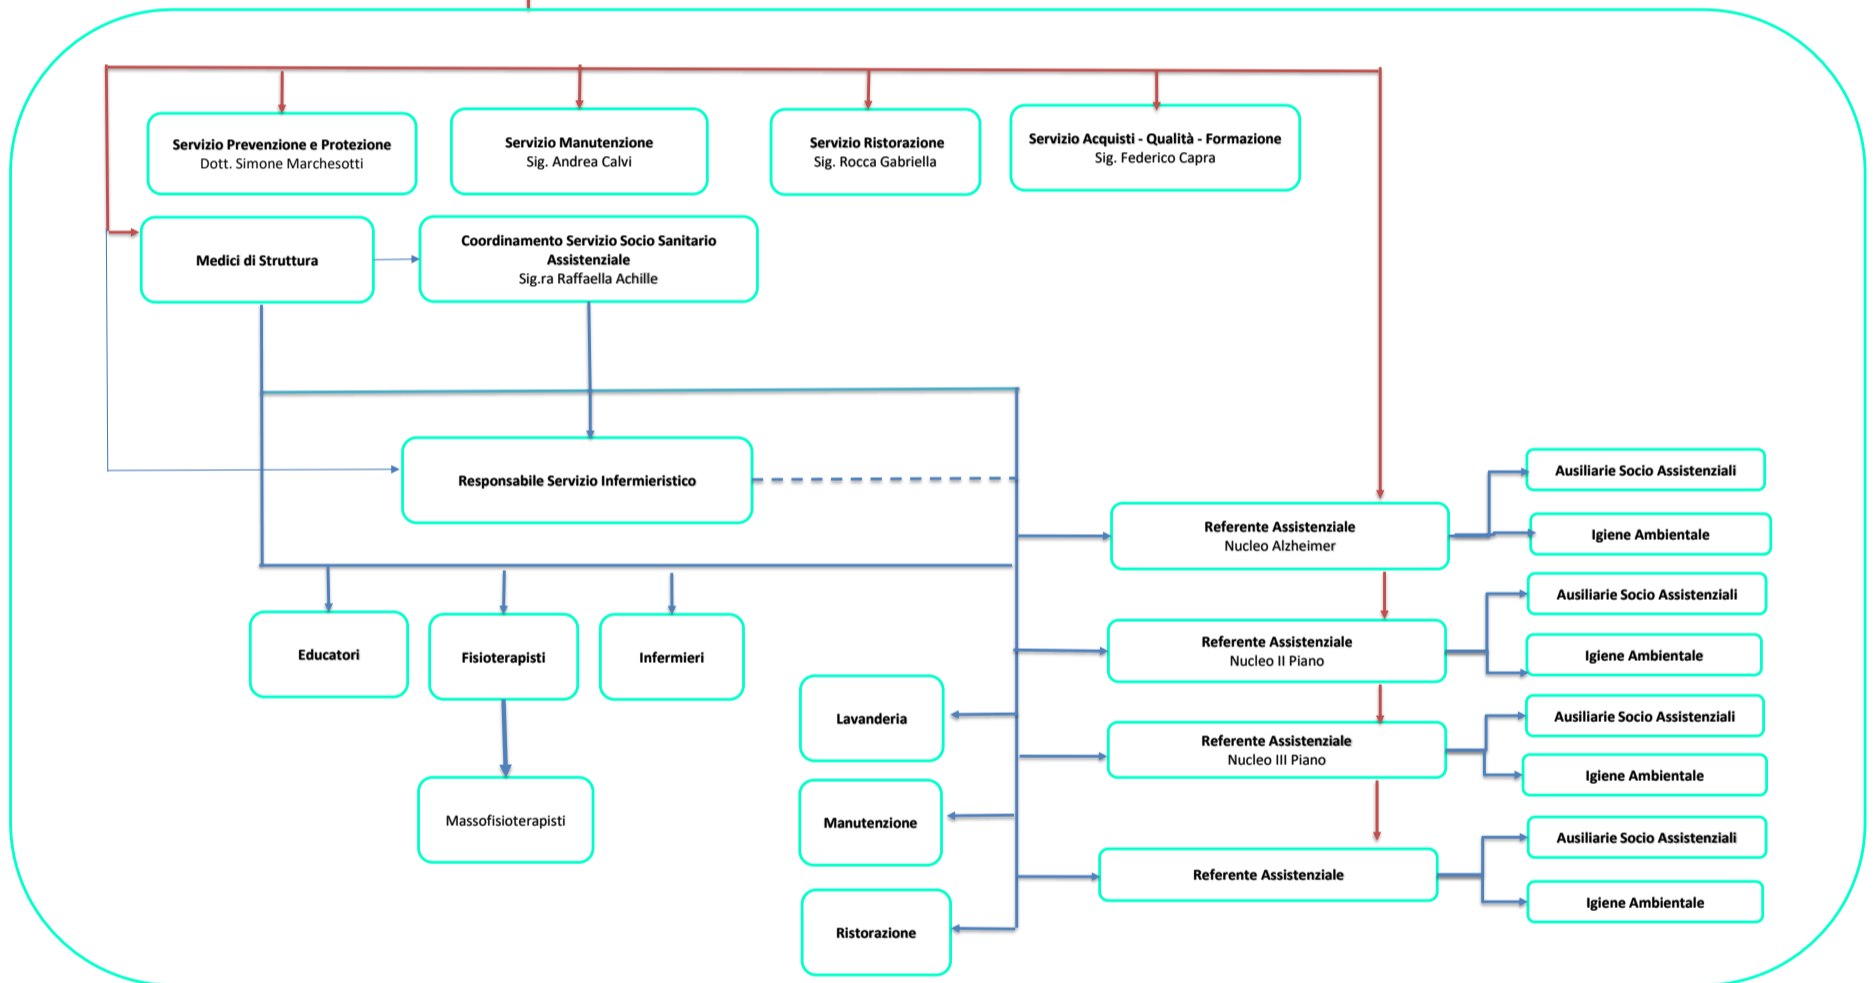 Servizio Prevenzione e Protezione
Dott. Simone Marchesotti
Servizio Manutenzione
Sig. Andrea Calvi
Servizio Ristorazione
Sig. Rocca Gabriella
Servizio Acquisti - Qualità - Formazione
Sig. Federico Capra
Medici di Struttura
Coordinamento Servizio Socio Sanitario
Assistenziale
Sig.ra Raffaella Achille
Responsabile Servizio Infermieristico
Ausiliarie Socio Assistenziali
Referente Assistenziale
Nucleo Alzheimer
Igiene Ambientale
Ausiliarie Socio Assistenziali
Educatori
Fisioterapisti
Infermieri
Referente Assistenziale
Nucleo II Piano
Igiene Ambientale
Lavanderia
Ausiliarie Socio Assistenziali
Referente Assistenziale
Nucleo III Piano
Igiene Ambientale
Massofisioterapisti
Manutenzione
Ausiliarie Socio Assistenziali
Referente Assistenziale
Igiene Ambientale
Ristorazione